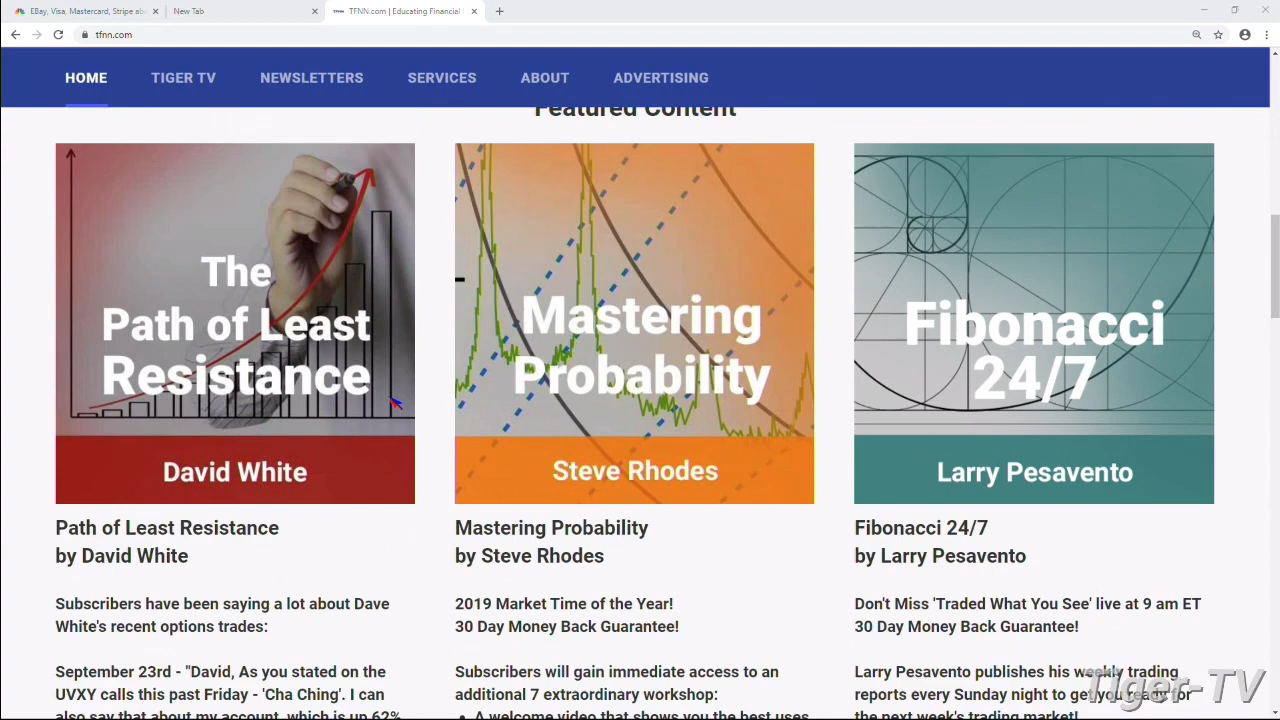 EBay, Visa, Mastercard, Stripe ab
New Tab
TFNN.com | Educating Financial
tfnn.com
HOME
TIGER TV
NEWSLETTERS
SERVICES
ABOUT
ADVERTISING
Featured Content
The
Path of Least
Resistance
David White
Mastering
Probability
Steve Rhodes
Fibonacci
24/7
Larry Pesavento
Path of Least Resistance
by David White
Subscribers have been saying a lot about Dave
White's recent options trades:
September 23rd - "David, As you stated on the
UVXY calls this past Friday - 'Cha Ching'. I can
also say that about my account, which is up 62%
Mastering Probability
by Steve Rhodes
2019 Market Time of the Year!
30 Day Money Back Guarantee!
Subscribers will gain immediate access to an
additional 7 extraordinary workshop:
• A welcome video that shows you the best uses
Fibonacci 24/7
by Larry Pesavento
Don't Miss 'Traded What You See' live at 9 am ET
30 Day Money Back Guarantee!
Larry Pesavento publishes his weekly trading
reports every Sunday night to get you ready for
the next week's trading market!
Tiger-TV